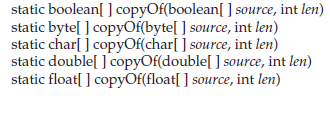 static boolean[ ] copyOf(boolean[ ] source, int len)
static byte[ ] copyOf(byte[ ] source, int len)
static char[ ] copyOf(char[ ] source, int len)
static double[ ] copyOf(double[ ] source, int len)
static float[ ] copyOf(float[ ] source, int len)